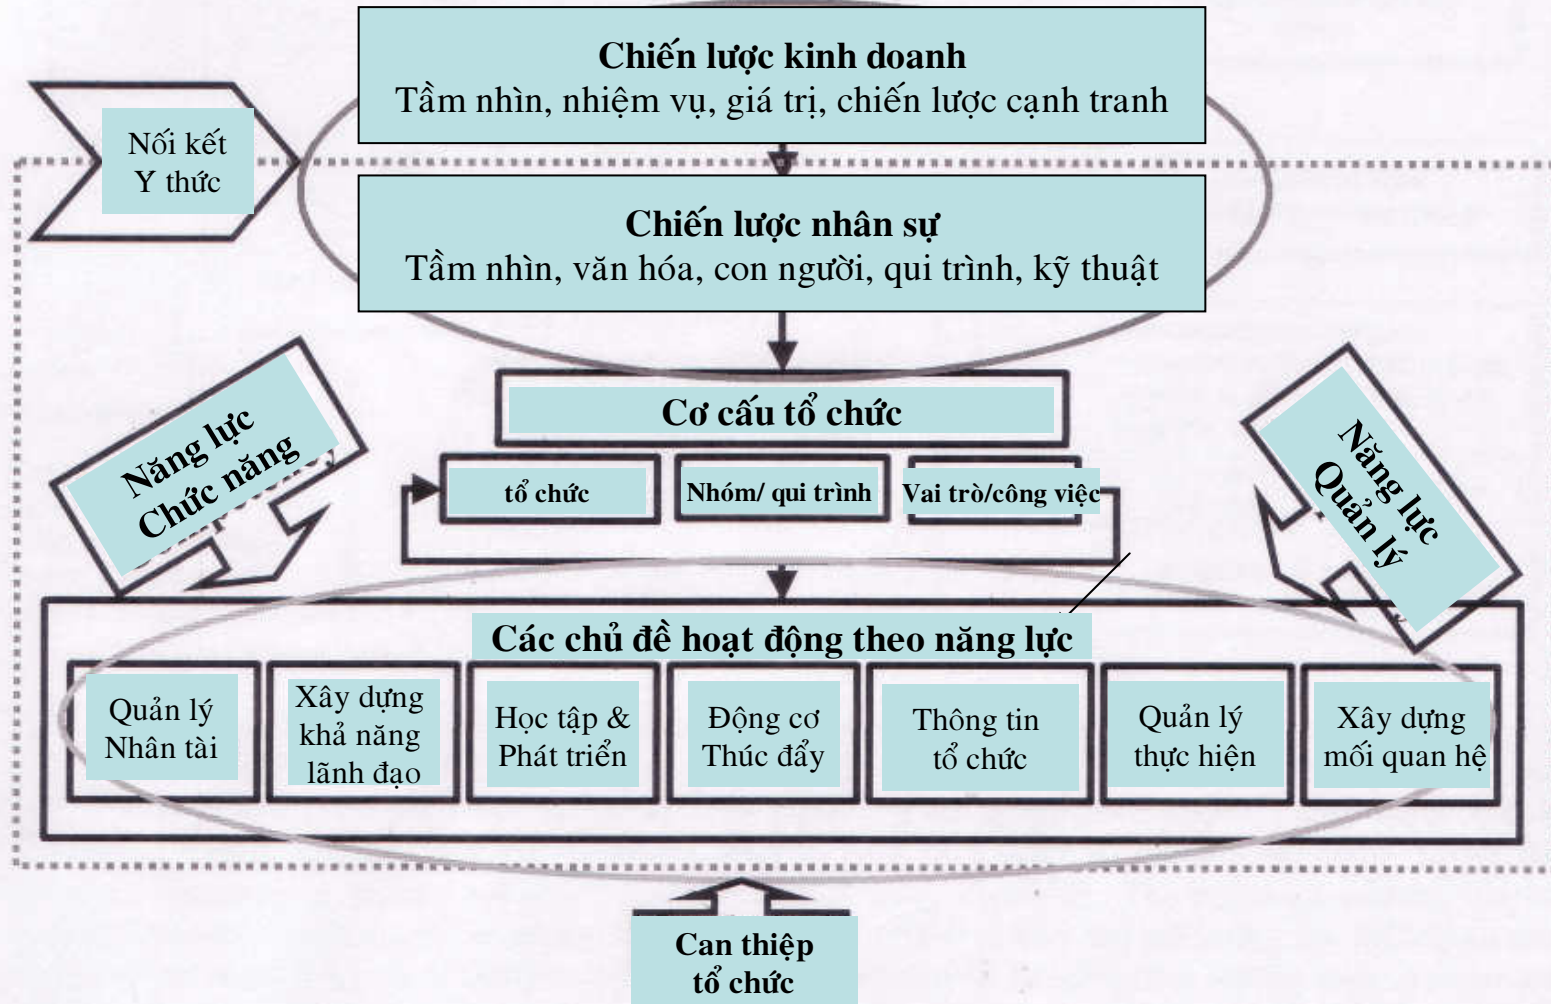 Chiến lược kinh doanh
Tầm nhìn, nhiệm vụ, giá trị, chiến lược cạnh tranh
Nối kết
Y thức
Chiến lược nhân sự
Tầm nhìn, văn hóa, con người, qui trình, kỹ thuật
Cơ cấu tổ chức
Năng lực
Chức năng
Năng lực
Quản lý
tổ chức
Nhóm/ qui trình
Vai trò/công việc
Các chủ đề hoạt động theo năng lực
Quản lý
Nhân tài
Xây dựng
khả năng
lãnh đạo
Học tập &
Phát triển
Động cơ
Thúc đẩy
Thông tin
tổ chức
Quản lý
thực hiện
Xây dựng
mối quan hệ
Can thiệp
tổ chức